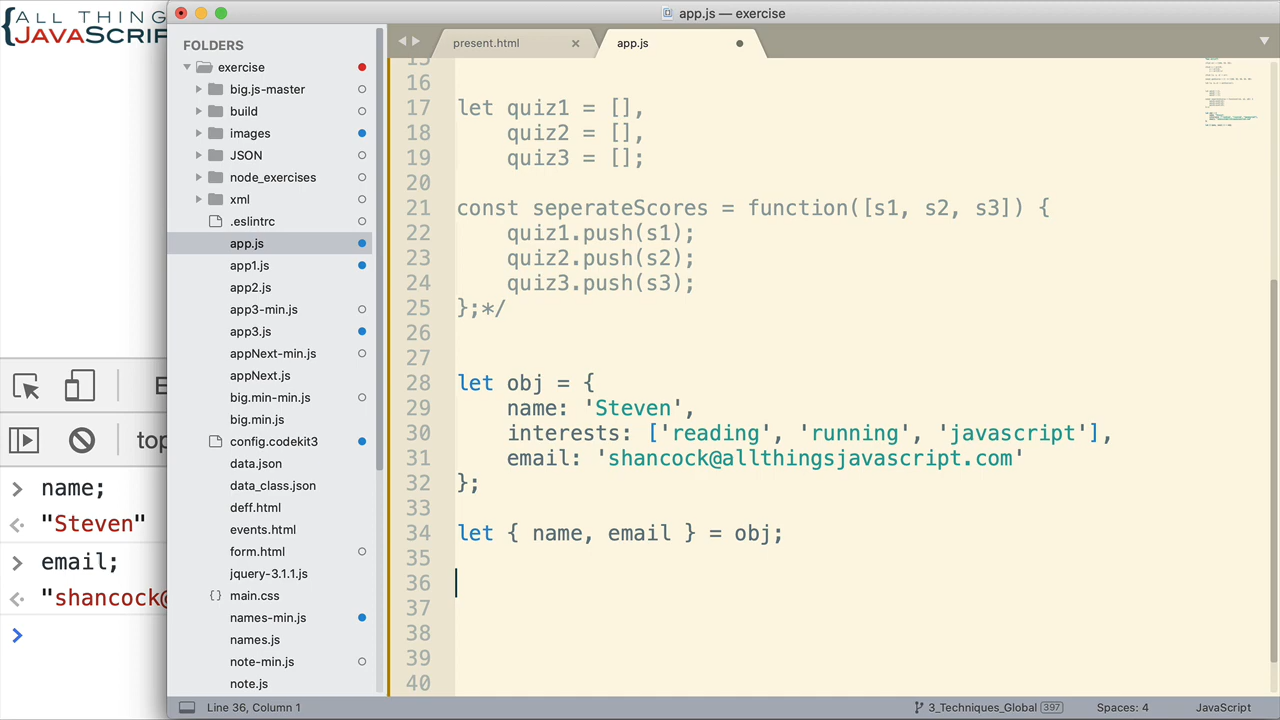 ALL THING
{JAVASCRIP
app.js — exercise
FOLDERS
present.html
app.js
exercise
big.js-master
build
images
JSON
node_exercises
xml
.eslintrc
app.js
app1.js
app2.js
app3-min.js
app3.js
appNext-min.js
appNext.js
big.min-min.js
big.min.js
config.codekit3
data.json
data_class.json
deff.html
events.html
form.html
jquery-3.1.1.js
main.css
names-min.js
names.js
note-min.js
note.js
15
16
17 let quiz1 = [],
18 quiz2 = [],
19 quiz3 = [];
20
21 const seperateScores = function([s1, s2, s3]) {
22 quiz1.push(s1);
23 quiz2.push(s2);
24 quiz3.push(s3);
25 };*/
26
27
28 let obj = {
29 name: 'Steven',
30 interests: ['reading', 'running', 'javascript'],
31 email: 'shancock@allthingsjavascript.com'
32 };
33
34 let { name, email } = obj;
35
36
37
38
39
40
E
top
> name;
"Steven"
> email;
"shancock@
>
Line 36, Column 1
3_Techniques_Global 397
Spaces: 4
JavaScript